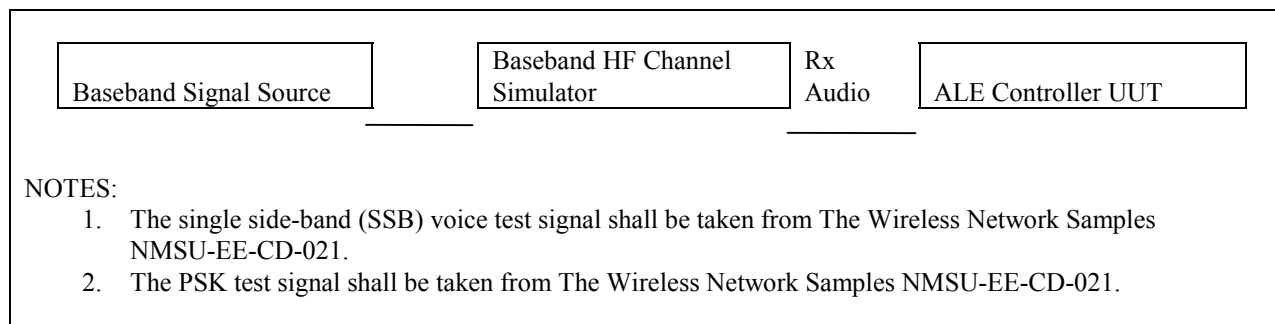 Baseband Signal Source
Baseband HF Channel
Simulator
Rx
Audio
ALE Controller UUT
NOTES:
1. The single side-band (SSB) voice test signal shall be taken from The Wireless Network Samples
NMSU-EE-CD-021.
2. The PSK test signal shall be taken from The Wireless Network Samples NMSU-EE-CD-021.